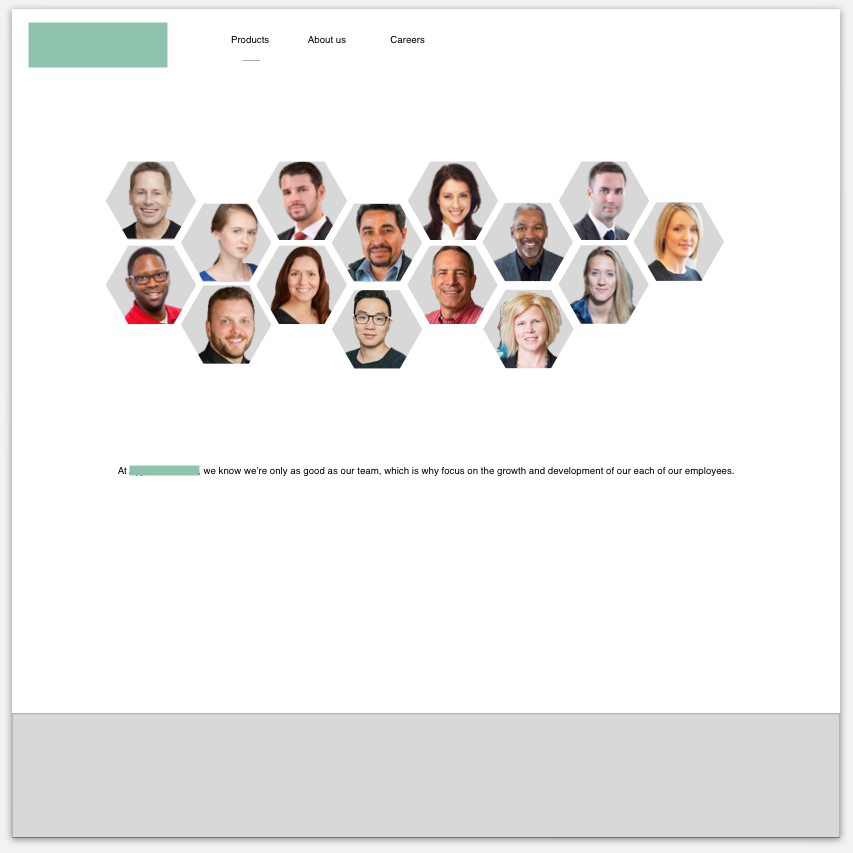 Products About us Careers
At , we know we're only as good as our team, which is why focus on the growth and development of our each of our employees.